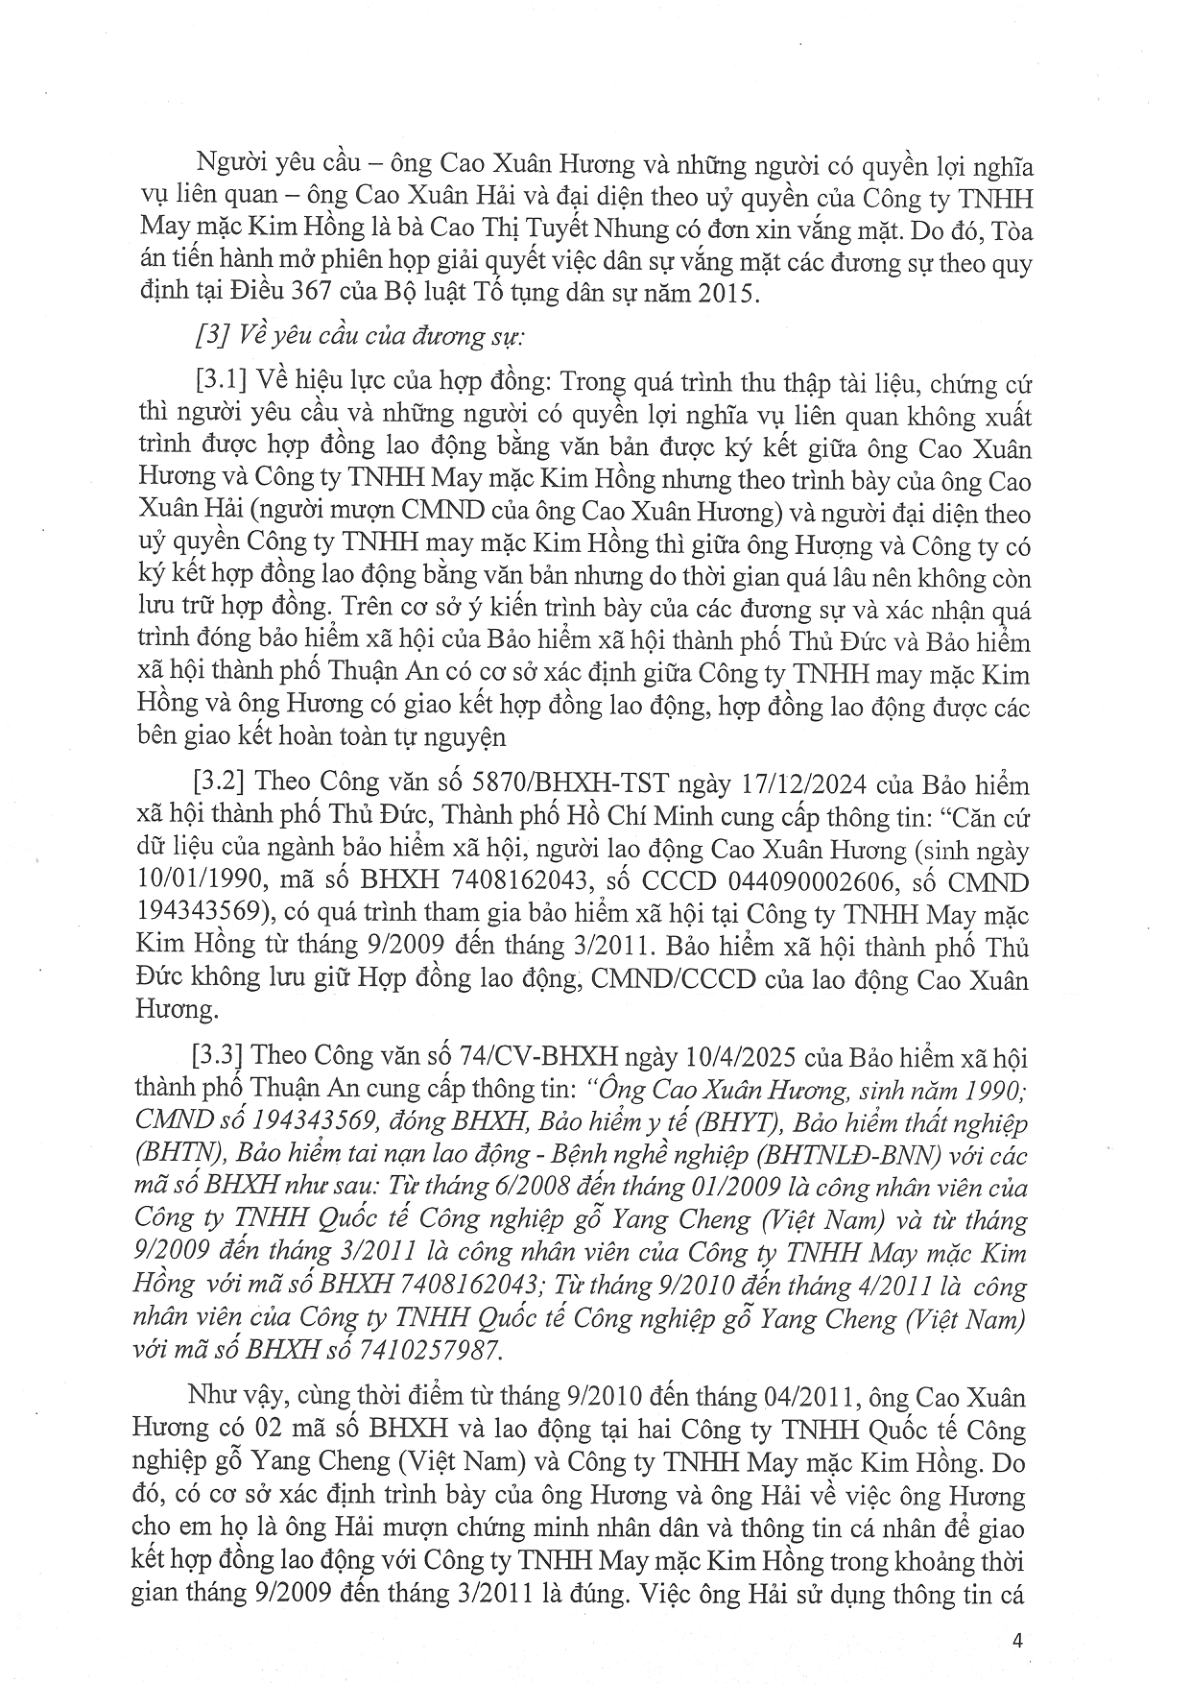 Người yêu cầu – ông Cao Xuân Hương và những người có quyền lợi nghĩa
vụ liên quan – ông Cao Xuân Hải và đại diện theo uỷ quyền của Công ty TNHH
May mặc Kim Hồng là bà Cao Thị Tuyết Nhung có đơn xin vắng mặt. Do đó, Tòa
án tiến hành mở phiên họp giải quyết việc dân sự vắng mặt các đương sự theo quy
định tại Điều 367 của Bộ luật Tố tụng dân sự năm 2015.
[3] Về yêu cầu của đương sự:
[3.1] Về hiệu lực của hợp đồng: Trong quá trình thu thập tài liệu, chứng cứ
thì người yêu cầu và những người có quyền lợi nghĩa vụ liên quan không xuất
trình được hợp đồng lao động bằng văn bản được ký kết giữa ông Cao Xuân
Hương và Công ty TNHH May mặc Kim Hồng nhưng theo trình bày của ông Cao
Xuân Hải (người mượn CMND của ông Cao Xuân Hương) và người đại diện theo
uỷ quyền Công ty TNHH may mặc Kim Hồng thì giữa ông Hượng và Công ty có
ký kết hợp đồng lao động bằng văn bản nhưng do thời gian quá lâu nên không còn
lưu trữ hợp đồng. Trên cơ sở ý kiến trình bày của các đương sự và xác nhận quá
trình đóng bảo hiểm xã hội của Bảo hiểm xã hội thành phố Thủ Đức và Bảo hiểm
xã hội thành phố Thuận An có cơ sở xác định giữa Công ty TNHH may mặc Kim
Hồng và ông Hương có giao kết hợp đồng lao động, hợp đồng lao động được các
bên giao kết hoàn toàn tự nguyện
[3.2] Theo Công văn số 5870/BHXH-TST ngày 17/12/2024 của Bảo hiểm
xã hội thành phố Thủ Đức, Thành phố Hồ Chí Minh cung cấp thông tin: “Căn cứ
dữ liệu của ngành bảo hiểm xã hội, người lao động Cao Xuân Hương (sinh ngày
10/01/1990, mã số BHXH 7408162043, số CCCD 044090002606, số CMND
194343569), có quá trình tham gia bảo hiểm xã hội tại Công ty TNHH May mặc
Kim Hồng từ tháng 9/2009 đến tháng 3/2011. Bảo hiểm xã hội thành phố Thủ
Đức không lưu giữ Hợp đồng lao động, CMND/CCCD của lao động Cao Xuân
Hương.
[3.3] Theo Công văn số 74/CV-BHXH ngày 10/4/2025 của Bảo hiểm xã hội
thành phố Thuận An cung cấp thông tin: “Ông Cao Xuân Hương, sinh năm 1990;
CMND số 194343569, đóng BHXH, Bảo hiểm y tế (BHYT), Bảo hiểm thất nghiệp
(BHTN), Bảo hiểm tai nạn lao động - Bệnh nghề nghiệp (BHTNLĐ-BNN) với các
mã số BHXH như sau: Từ tháng 6/2008 đến tháng 01/2009 là công nhân viên của
Công ty TNHH Quốc tế Công nghiệp gỗ Yang Cheng (Việt Nam) và từ tháng
9/2009 đến tháng 3/2011 là công nhân viên của Công ty TNHH May mặc Kim
Hồng với mã số BHXH 7408162043; Từ tháng 9/2010 đến tháng 4/2011 là công
nhân viên của Công ty TNHH Quốc tế Công nghiệp gỗ Yang Cheng (Việt Nam)
với mã số BHXH số 7410257987.
Như vậy, cùng thời điểm từ tháng 9/2010 đến tháng 04/2011, ông Cao Xuân
Hương có 02 mã số BHXH và lao động tại hai Công ty TNHH Quốc tế Công
nghiệp gỗ Yang Cheng (Việt Nam) và Công ty TNHH May mặc Kim Hồng. Do
đó, có cơ sở xác định trình bày của ông Hương và ông Hải về việc ông Hương
cho em họ là ông Hải mượn chứng minh nhân dân và thông tin cá nhân để giao
kết hợp đồng lao động với Công ty TNHH May mặc Kim Hồng trong khoảng thời
gian tháng 9/2009 đến tháng 3/2011 là đúng. Việc ông Hải sử dụng thông tin cá
4